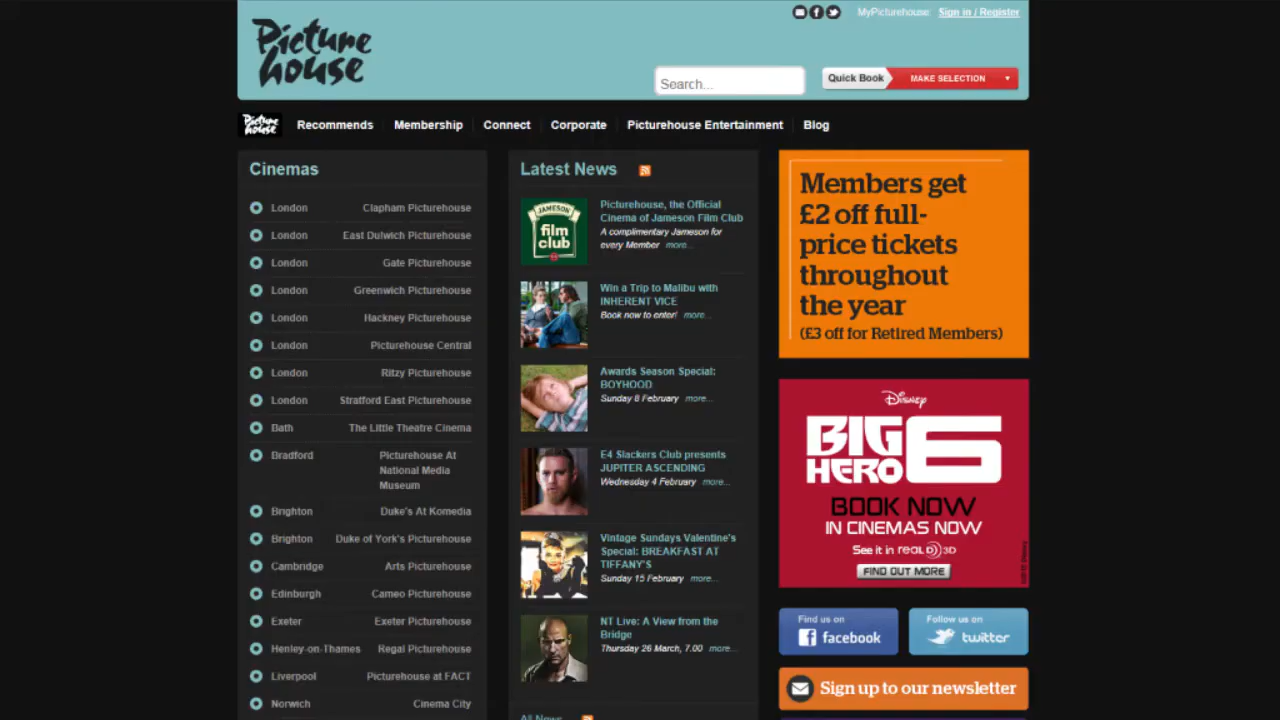 Picture
house
MyPicturehouse: Sign in / Register
Search...
Quick Book MAKE SELECTION
Picture house
Recommends Membership Connect Corporate Picturehouse Entertainment Blog
Cinemas
London Clapham Picturehouse
London East Dulwich Picturehouse
London Gate Picturehouse
London Greenwich Picturehouse
London Hackney Picturehouse
London Picturehouse Central
London Ritzy Picturehouse
London Stratford East Picturehouse
Bath The Little Theatre Cinema
Bradford Picturehouse At
National Media
Museum
Brighton Duke's At Komedia
Brighton Duke of York's Picturehouse
Cambridge Arts Picturehouse
Edinburgh Cameo Picturehouse
Exeter Exeter Picturehouse
Henley-on-Thames Regal Picturehouse
Liverpool Picturehouse at FACT
Norwich Cinema City
Latest News
JAMESON
film
club
Picturehouse, the Official
Cinema of Jameson Film Club
A complimentary Jameson for
every Member more...
Win a Trip to Malibu with
INHERENT VICE
Book now to enter! more...
Awards Season Special:
BOYHOOD
Sunday 8 February more...
E4 Slackers Club presents
JUPITER ASCENDING
Wednesday 4 February more...
Vintage Sundays Valentine's
Special: BREAKFAST AT
TIFFANY'S
Sunday 15 February more...
NT Live: A View from the
Bridge
Thursday 26 March, 7.00 more...
All News
Members get
£2 off full-
price tickets
throughout
the year
(£3 off for Retired Members)
Disney
BIG
HERO 6
BOOK NOW
IN CINEMAS NOW
See it in REAL D 3D
FIND OUT MORE
Find us on
facebook
Follow us on
twitter
Sign up to our newsletter